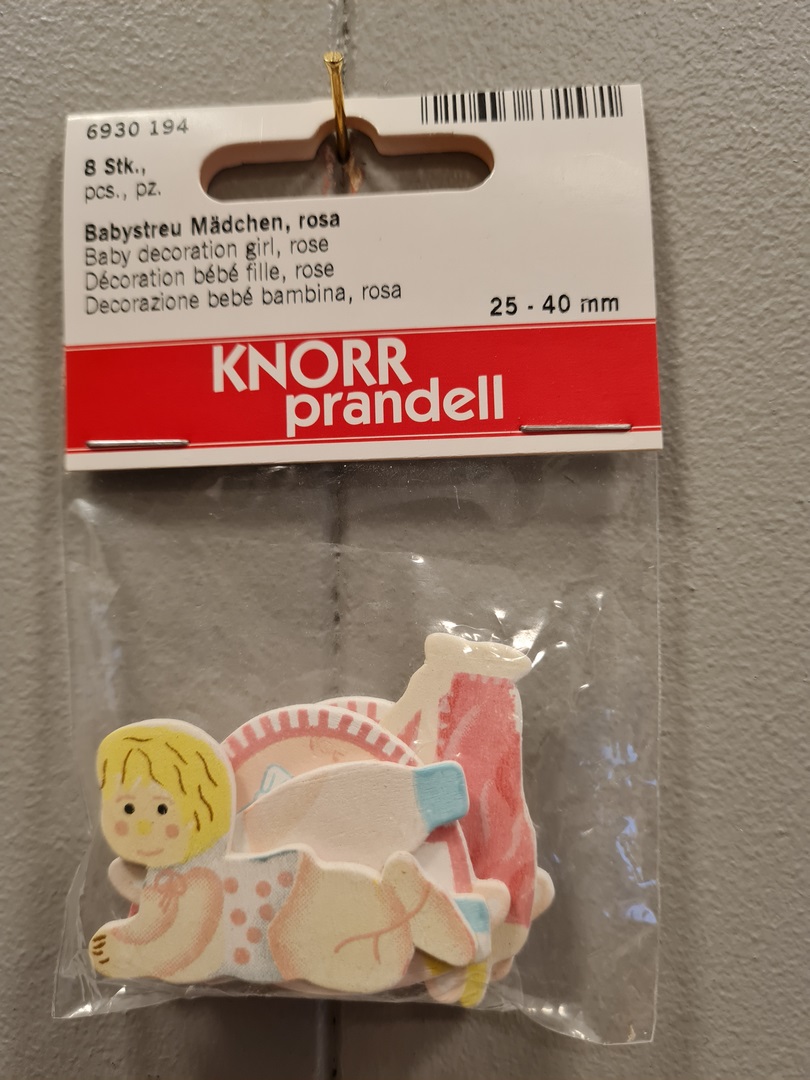 6930 194
8 Stk.,
pcs., pz.
Babystreu Mädchen, rosa
Baby decoration girl, rose
Décoration bébé fille, rose
Decorazione bebé bambina, rosa
25 - 40 mm
KNORR
prandell